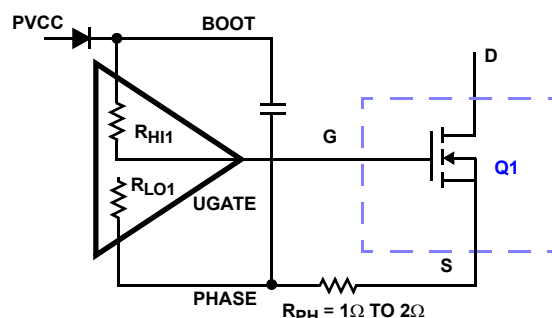 PVCC
BOOT
D
RHI1
G
Q1
RLO1
UGATE
S
PHASE
RPH = 1Ω TO 2Ω